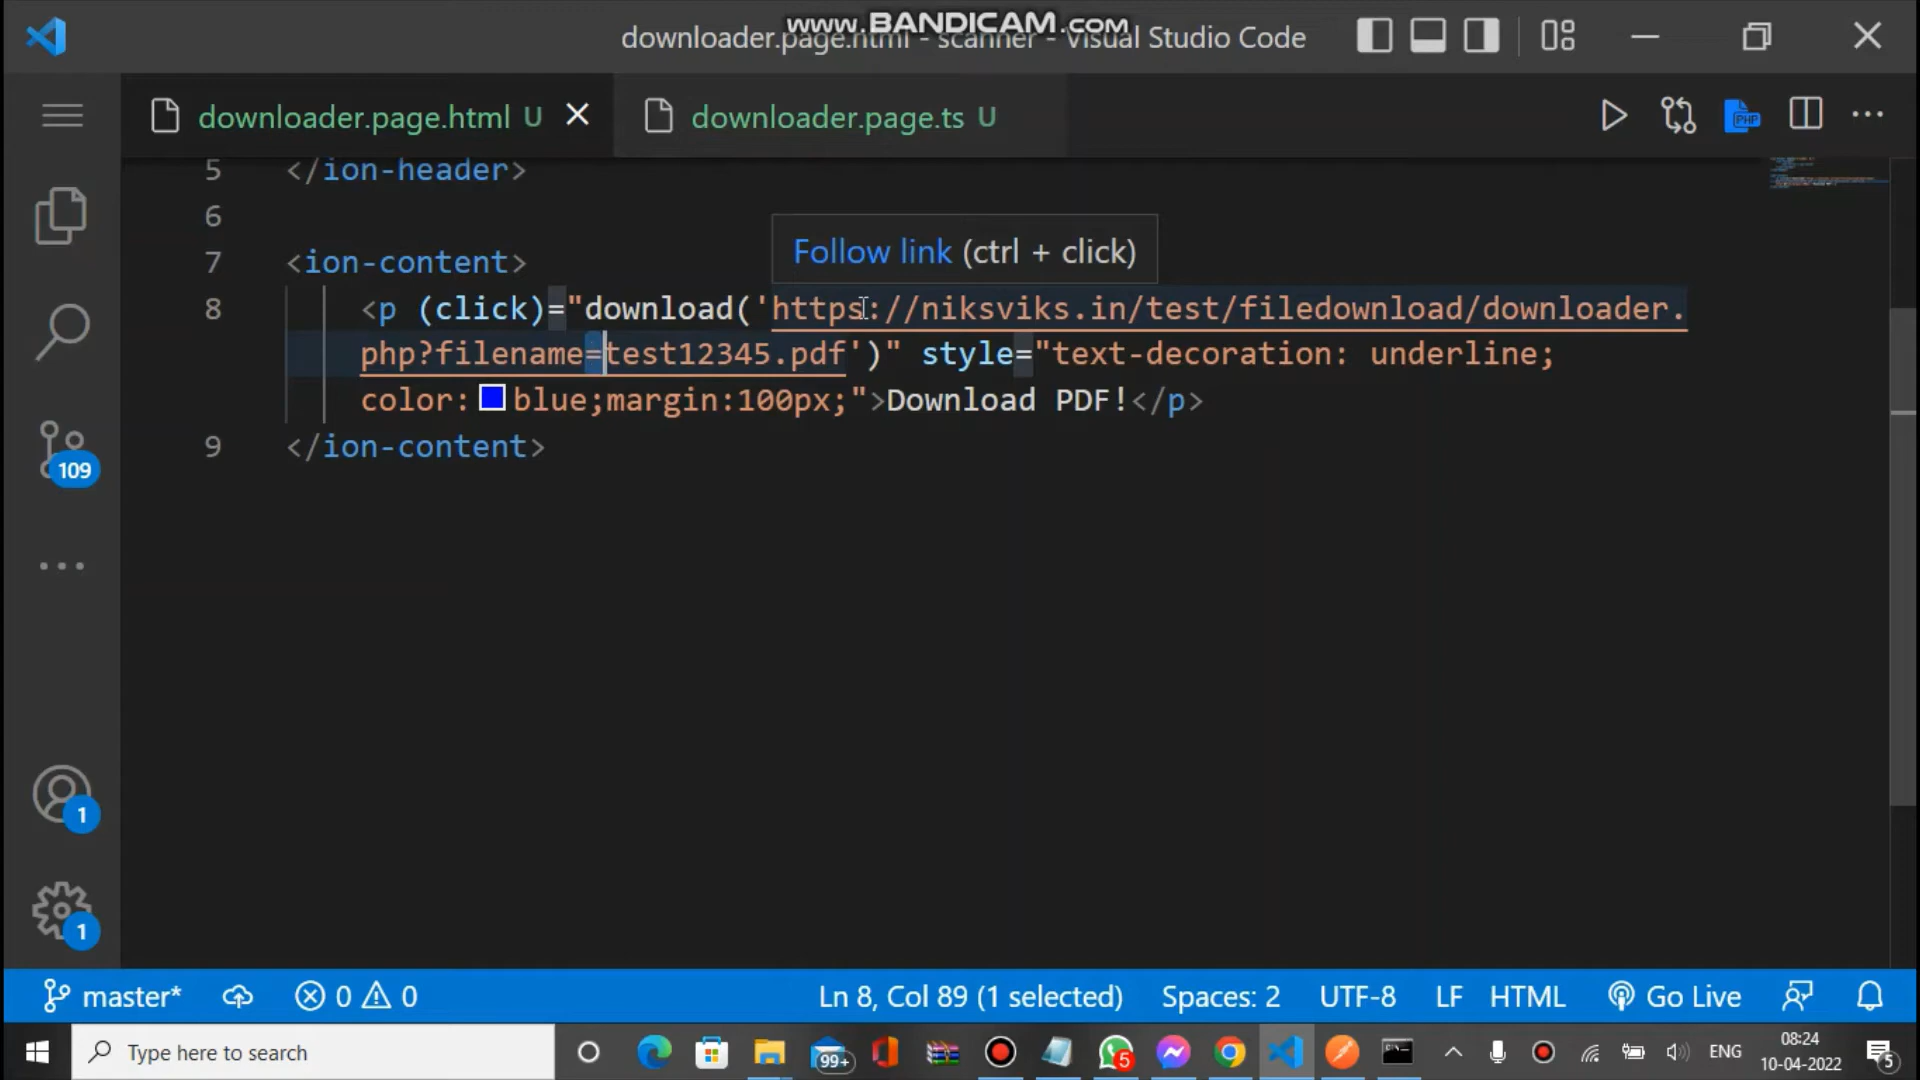 www.BANDICAM.com
downloader.page.html - scanner - Visual Studio Code
downloader.page.html U
downloader.page.ts U
PHP
5 </ion-header>
6
Follow link (ctrl + click)
7 <ion-content>
8 <p (click)="download('https://niksviks.in/test/filedownload/downloader.
php?filename=test12345.pdf')" style="text-decoration: underline;
color: blue;margin:100px;">Download PDF!</p>
9 </ion-content>
109
1
1
master* 0 0 Ln 8, Col 89 (1 selected) Spaces: 2 UTF-8 LF HTML Go Live
Type here to search 99+ 5 ENG 08:24
10-04-2022 5